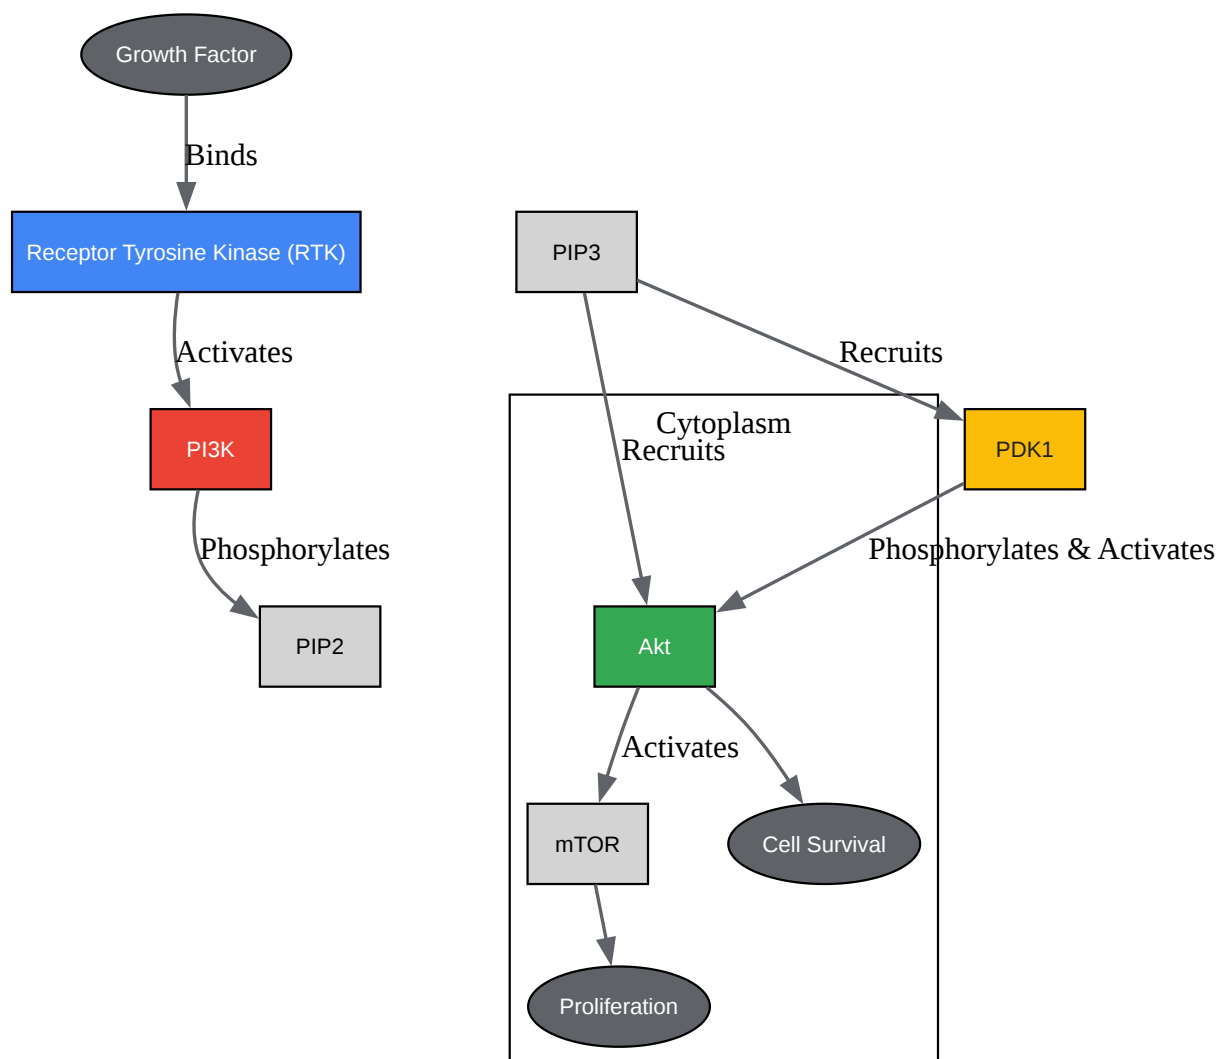 Growth Factor
Binds
Receptor Tyrosine Kinase (RTK)
PIP3
Activates
Recruits
Cytoplasm
Recruits
PI3K
PDK1
Phosphorylates
Phosphorylates & Activates
PIP2
Akt
Activates
mTOR
Cell Survival
Proliferation